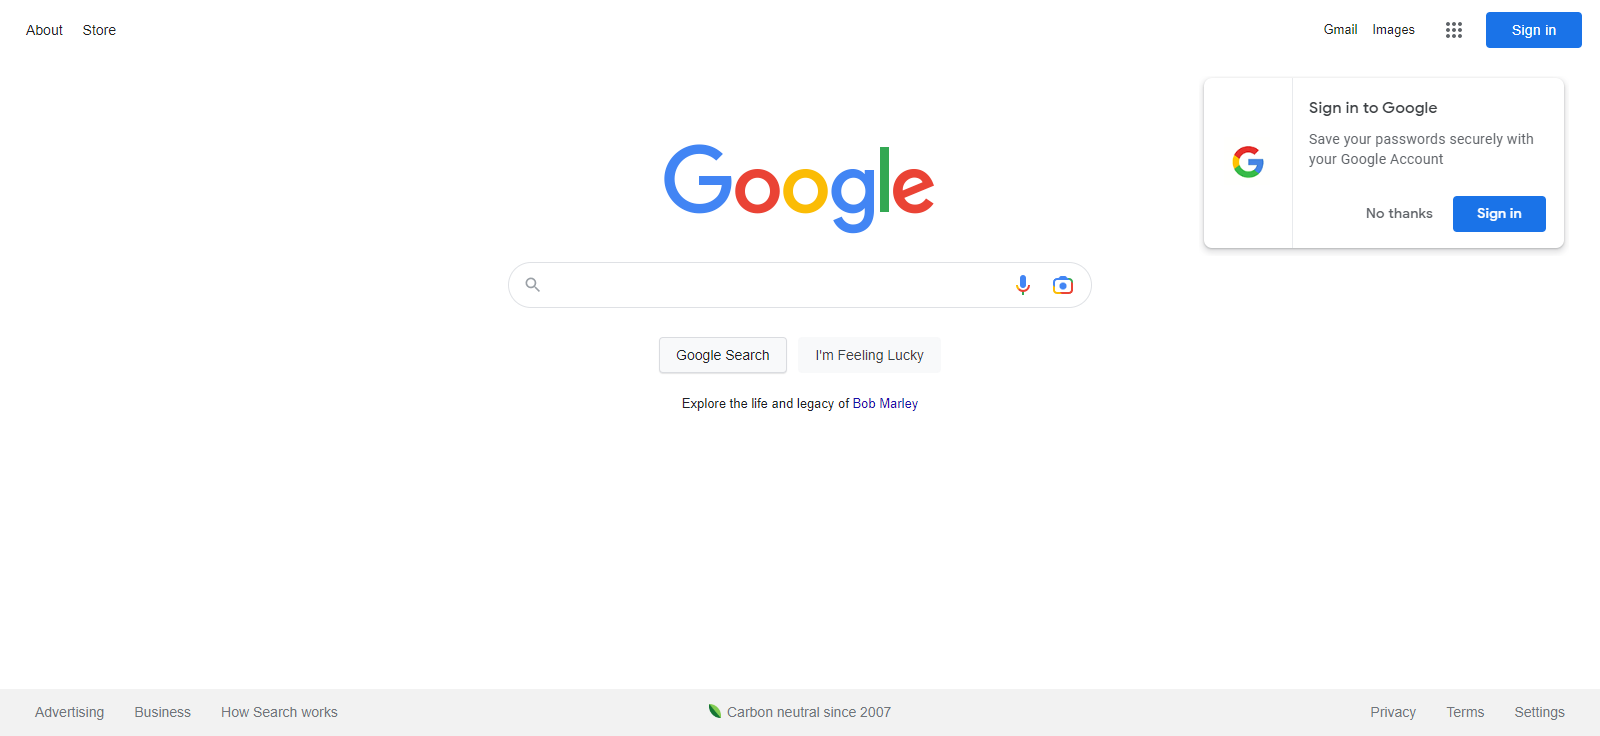 About Store
Gmail Images Sign in
Sign in to Google
Save your passwords securely with
your Google Account
No thanks Sign in
Google
Google Search I'm Feeling Lucky
Explore the life and legacy of Bob Marley
Advertising Business How Search works
Carbon neutral since 2007
Privacy Terms Settings